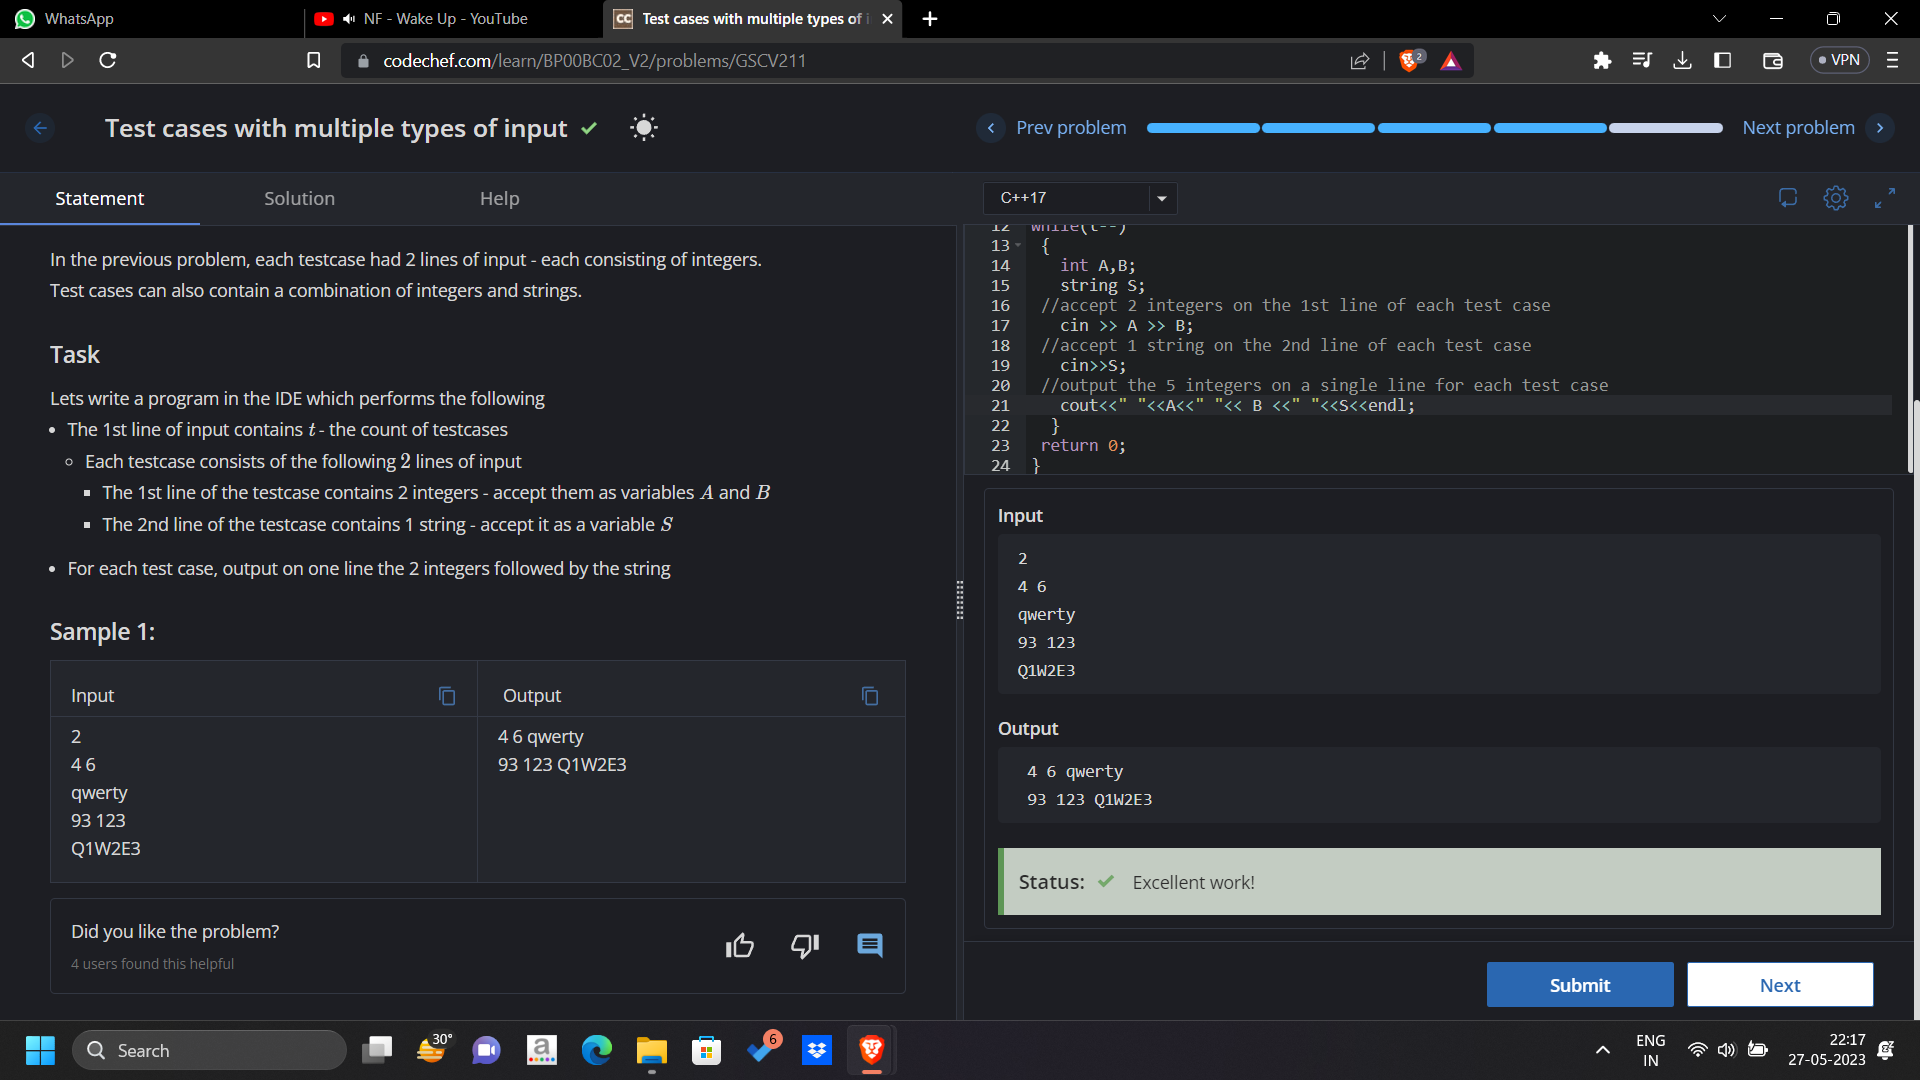 WhatsApp
NF - Wake Up - YouTube
CC Test cases with multiple types of i
codechef.com/learn/BP00BC02_V2/problems/GSCV211
2
VPN
Test cases with multiple types of input
Prev problem
Next problem
Statement
Solution
Help
C++17
In the previous problem, each testcase had 2 lines of input - each consisting of integers.
Test cases can also contain a combination of integers and strings.
Task
Lets write a program in the IDE which performs the following
• The 1st line of input contains t - the count of testcases
Each testcase consists of the following 2 lines of input
The 1st line of the testcase contains 2 integers - accept them as variables A and B
The 2nd line of the testcase contains 1 string - accept it as a variable S
• For each test case, output on one line the 2 integers followed by the string
Sample 1:
Input
Output
2
4 6
qwerty
93 123
Q1W2E3
4 6 qwerty
93 123 Q1W2E3
Did you like the problem?
4 users found this helpful
12 while(t--)
13 {
14 int A,B;
15 string S;
16 //accept 2 integers on the 1st line of each test case
17 cin >> A >> B;
18 //accept 1 string on the 2nd line of each test case
19 cin>>S;
20 //output the 5 integers on a single line for each test case
21 cout<<" "<<A<<" "<< B <<" "<<S<<endl;
22 }
23 return 0;
24 }
Input
2
4 6
qwerty
93 123
Q1W2E3
Output
4 6 qwerty
93 123 Q1W2E3
Status: Excellent work!
Submit
Next
Search
30°
a
6
ENG
IN
22:17
27-05-2023